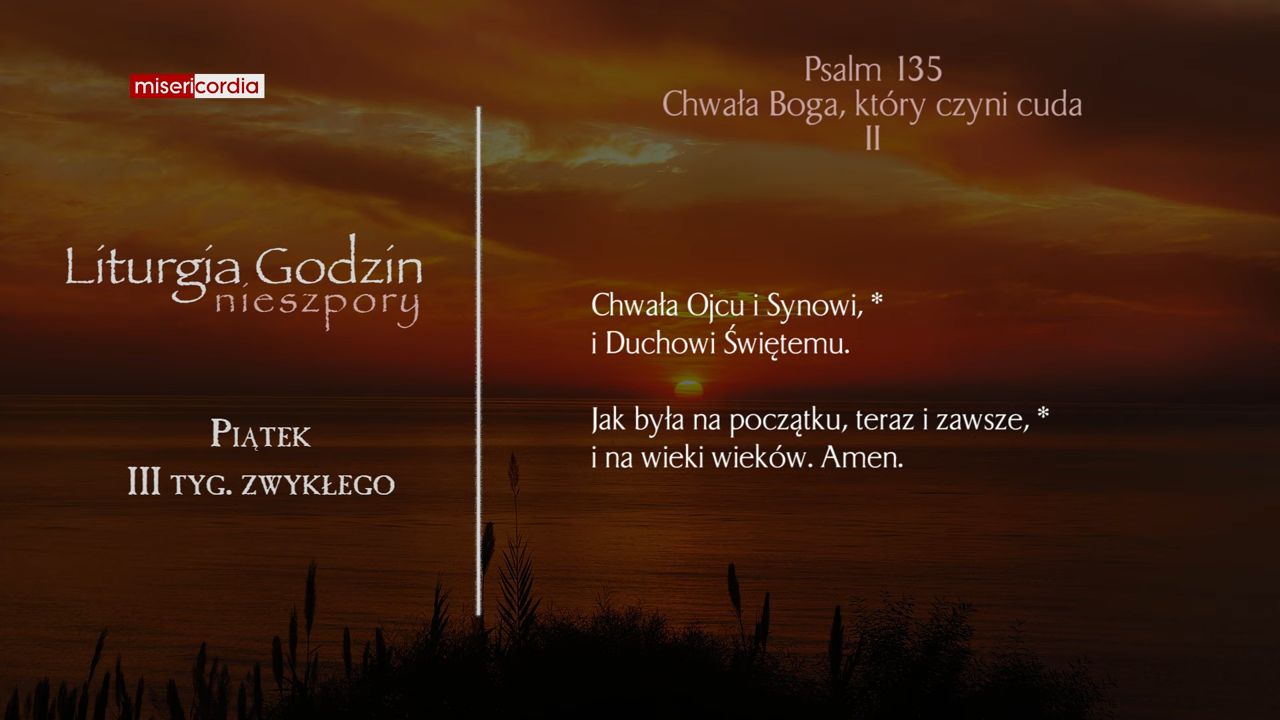 misericordia
Liturgia Godzin
nieszpory
Piątek
III tyg. zwykłego
Psalm 135
Chwała Boga, który czyni cuda
II
Chwała Ojcu i Synowi, *
i Duchowi Świętemu.
Jak była na początku, teraz i zawsze, *
i na wieki wieków. Amen.